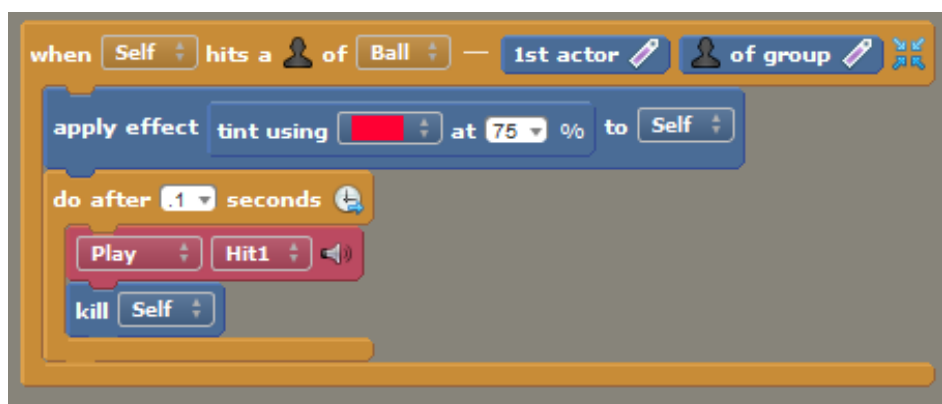 when Self hits a of Ball — 1st actor of group
apply effect tint using at 75 % to Self
do after .1 seconds
Play Hit1
kill Self